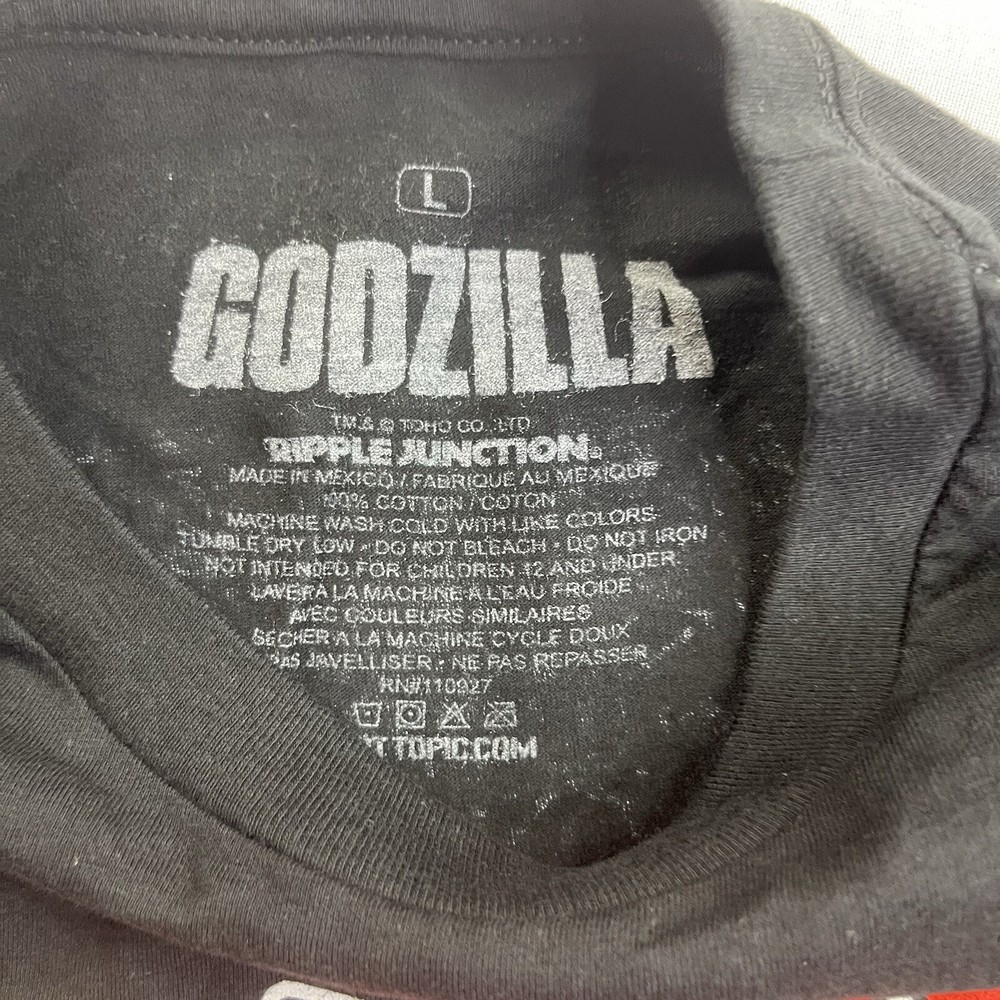 L
GODZILLA
TM & © TOHO CO., LTD.
RIPPLE JUNCTION®
MADE IN MEXICO / FABRIQUE AU MEXIQUE
100% COTTON / COTON
MACHINE WASH COLD WITH LIKE COLORS
TUMBLE DRY LOW • DO NOT BLEACH • DO NOT IRON
NOT INTENDED FOR CHILDREN 12 AND UNDER
LAVER A LA MACHINE A L'EAU FROIDE
AVEC COULEURS SIMILAIRES
SECHER A LA MACHINE CYCLE DOUX
PAS JAVELLISER • NE PAS REPASSER
RN#110927
TOPIC.COM